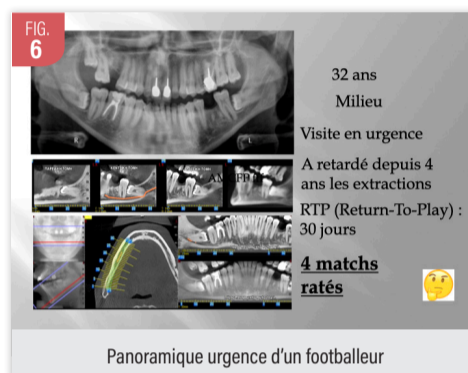 FIG.
6
32 ans
Milieu
Visite en urgence
A retardé depuis 4
ans les extractions
RTP (Return-To-Play) :
30 jours
4 matchs
ratés
Panoramique urgence d'un footballeur